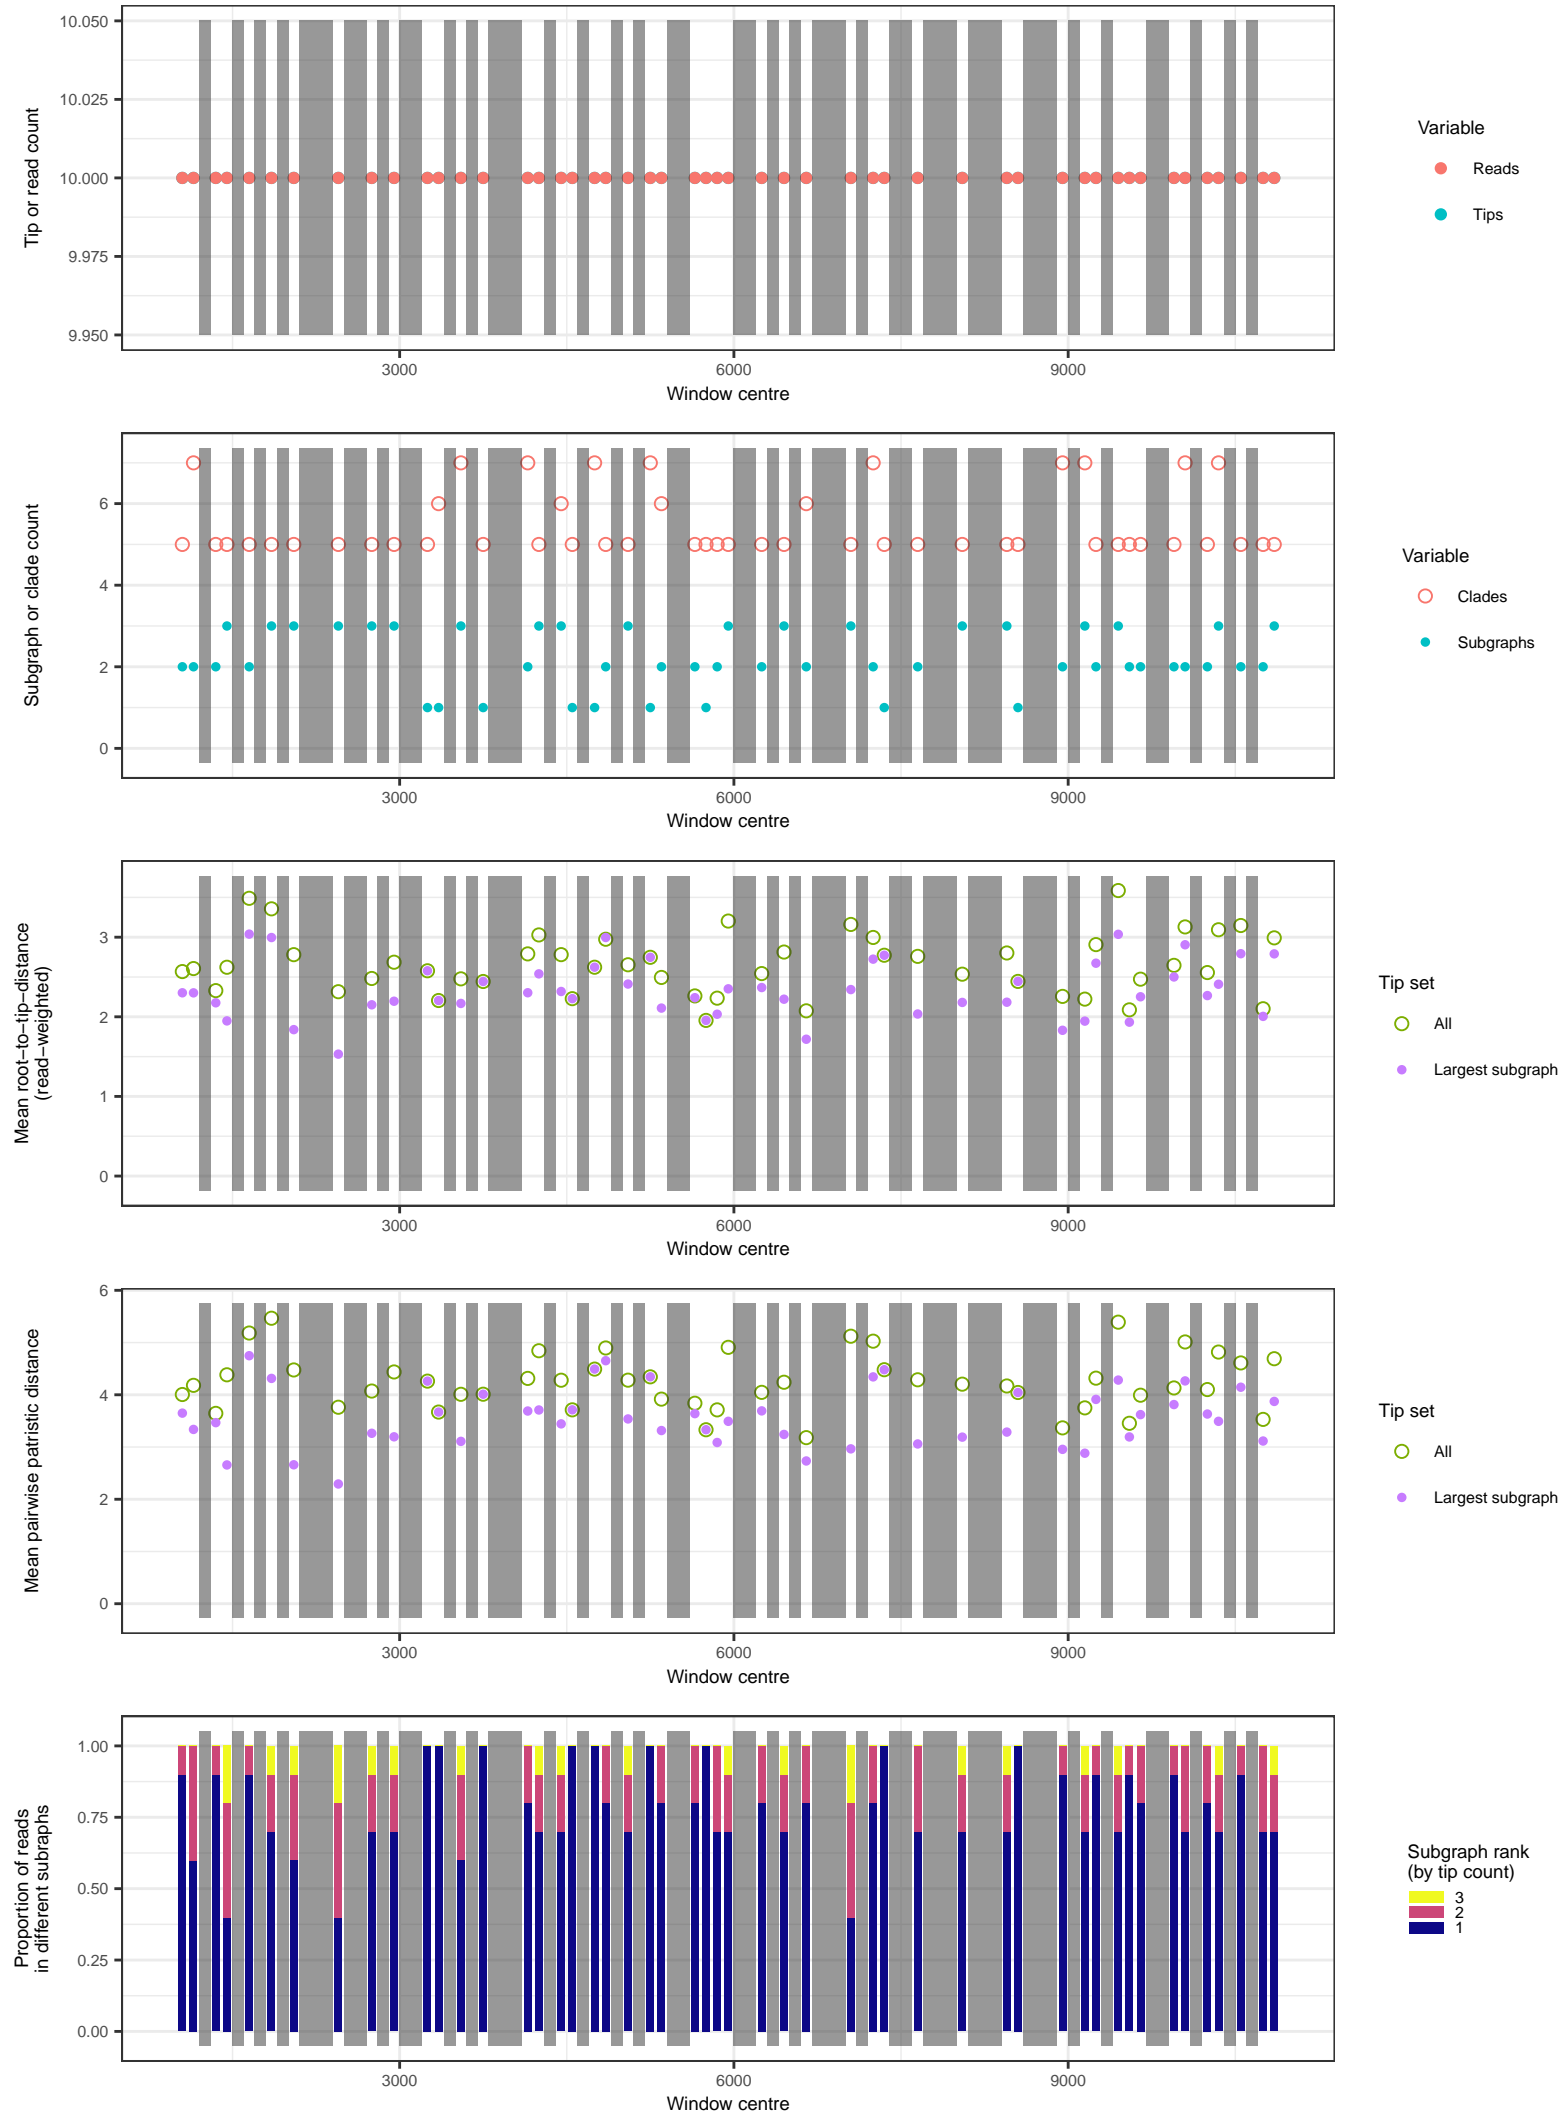 10.050
10.025
10.000
9.975
9.950
Tip or read count
3000
6000
9000
Window centre
Variable
Reads
Tips
6
4
2
0
Subgraph or clade count
3000
6000
9000
Window centre
Variable
Clades
Subgraphs
3
2
1
0
Mean root−to−tip−distance
(read−weighted)
3000
6000
9000
Window centre
Tip set
All
Largest subgraph
6
4
2
0
Mean pairwise patristic distance
3000
6000
9000
Window centre
Tip set
All
Largest subgraph
1.00
0.75
0.50
0.25
0.00
Proportion of reads
in different subraphs
3000
6000
9000
Window centre
Subgraph rank
(by tip count)
3
2
1